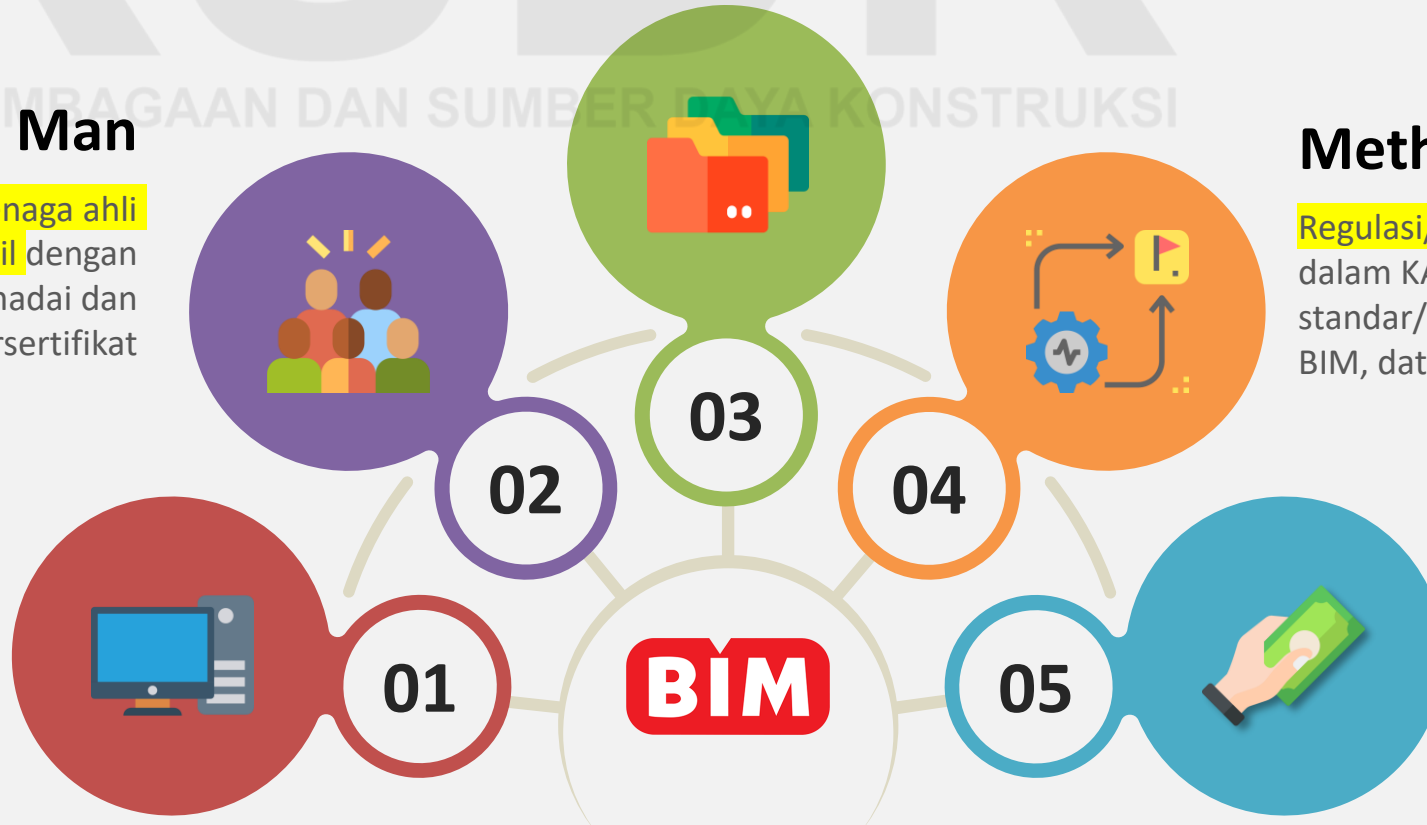 MBAGAAN DAN SUMBER DAYA KONSTRUKSI
Man
naga ahli
il dengan
nadai dan
rsertifikat
Meth
Regulasi/
dalam KA
standar/
BIM, dat
03
02
04
01
BIM
05